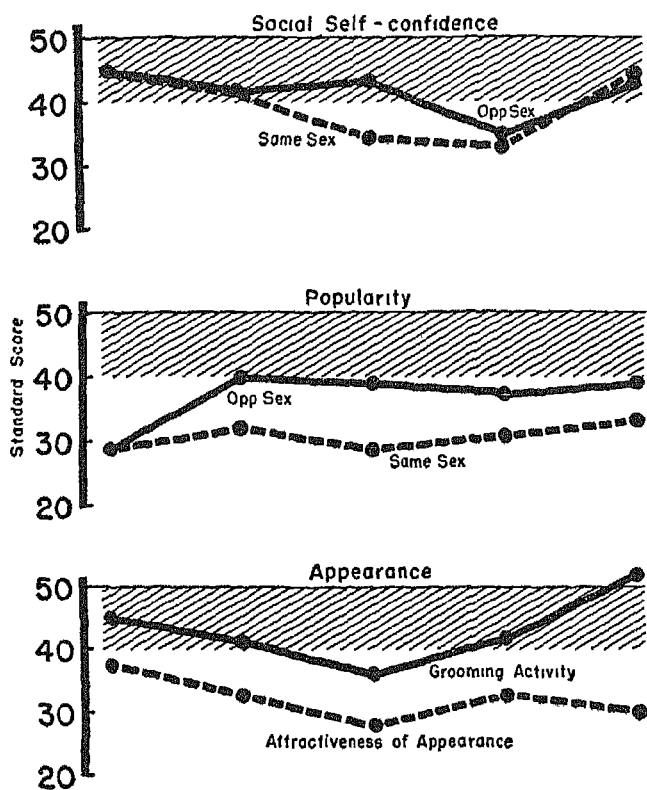 Social Self-confidence
50
40
30
20
Opp Sex
Same Sex
Popularity
50
40
30
20
Standard Score
Opp Sex
Same Sex
Appearance
50
40
30
20
Grooming Activity
Attractiveness of Appearance